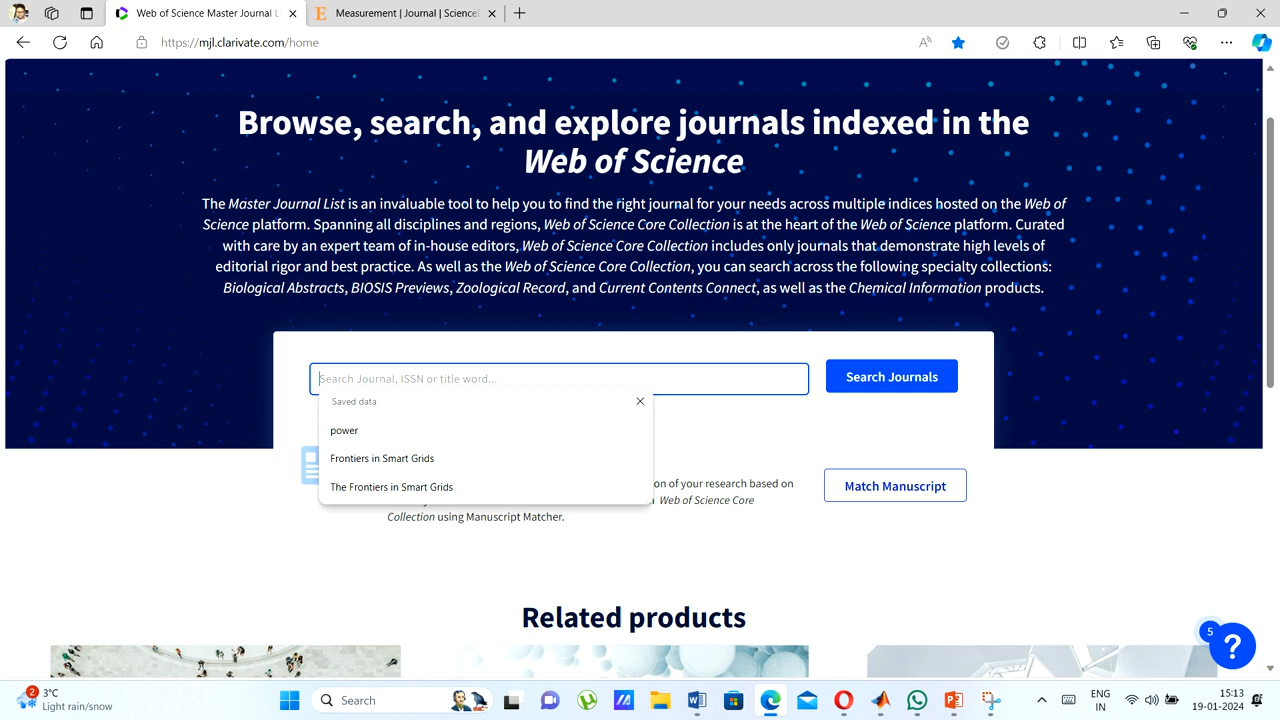 Web of Science Master Journal L
Measurement | Journal | Science
https://mjl.clarivate.com/home
Browse, search, and explore journals indexed in the
Web of Science
The Master Journal List is an invaluable tool to help you to find the right journal for your needs across multiple indices hosted on the Web of
Science platform. Spanning all disciplines and regions, Web of Science Core Collection is at the heart of the Web of Science platform. Curated
with care by an expert team of in-house editors, Web of Science Core Collection includes only journals that demonstrate high levels of
editorial rigor and best practice. As well as the Web of Science Core Collection, you can search across the following specialty collections:
Biological Abstracts, BIOSIS Previews, Zoological Record, and Current Contents Connect, as well as the Chemical Information products.
Search Journal, ISSN or title word...
Search Journals
Saved data
power
Frontiers in Smart Grids
The Frontiers in Smart Grids
on of your research based on
Web of Science Core
Collection using Manuscript Matcher.
Match Manuscript
Related products
5
?
2
3°C
Light rain/snow
Search
ENG
IN
15:13
19-01-2024